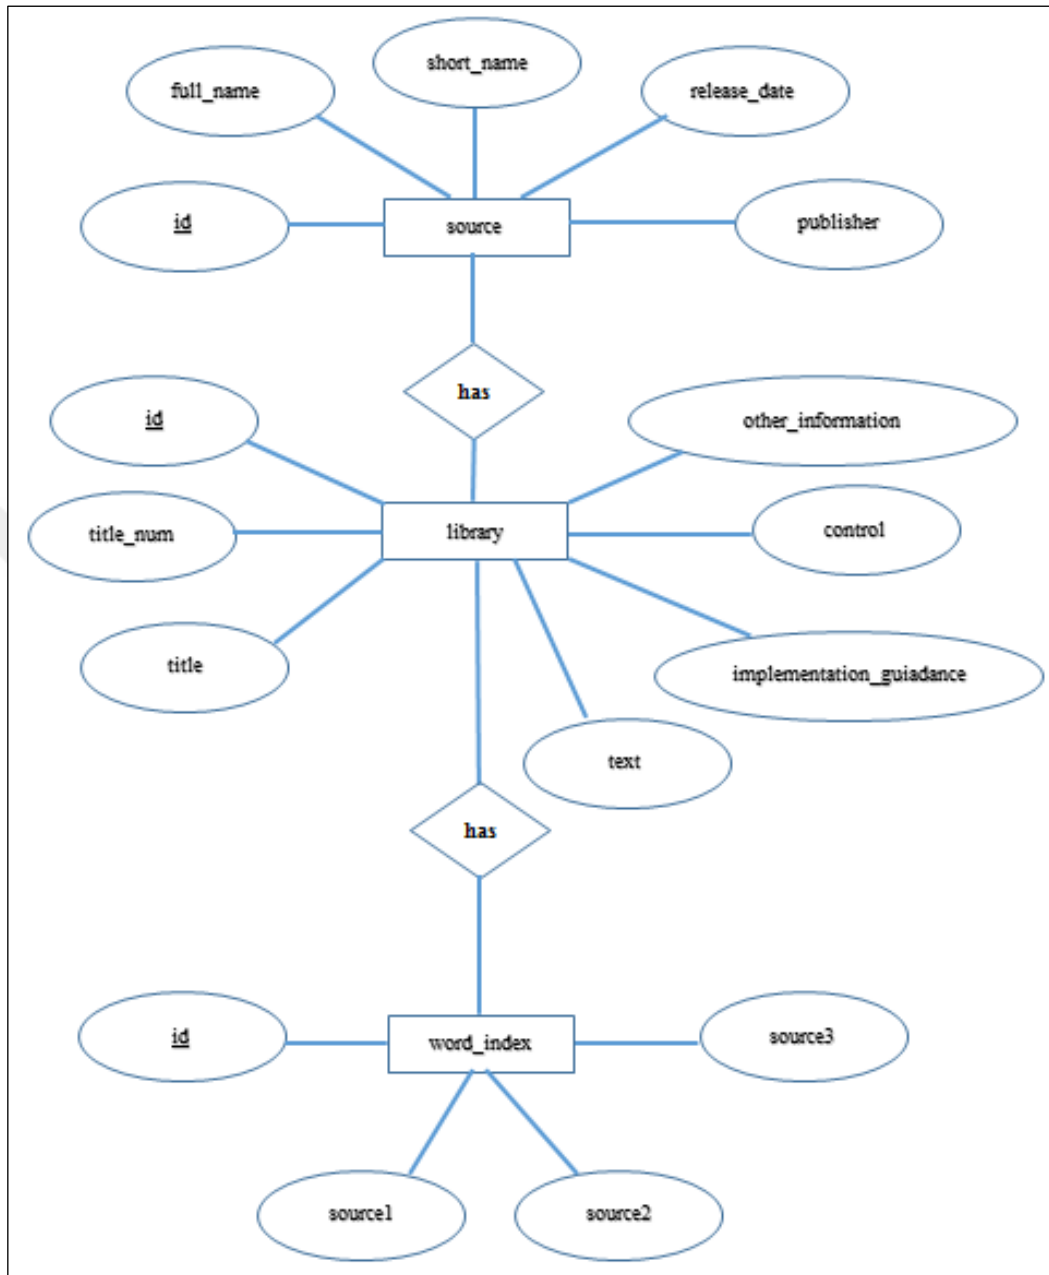 short_name
full_name
release_date
id
source
publisher
has
id
other_information
title_num
library
control
title
implementation_guiadance
text
has
id
word_index
source3
source1
source2